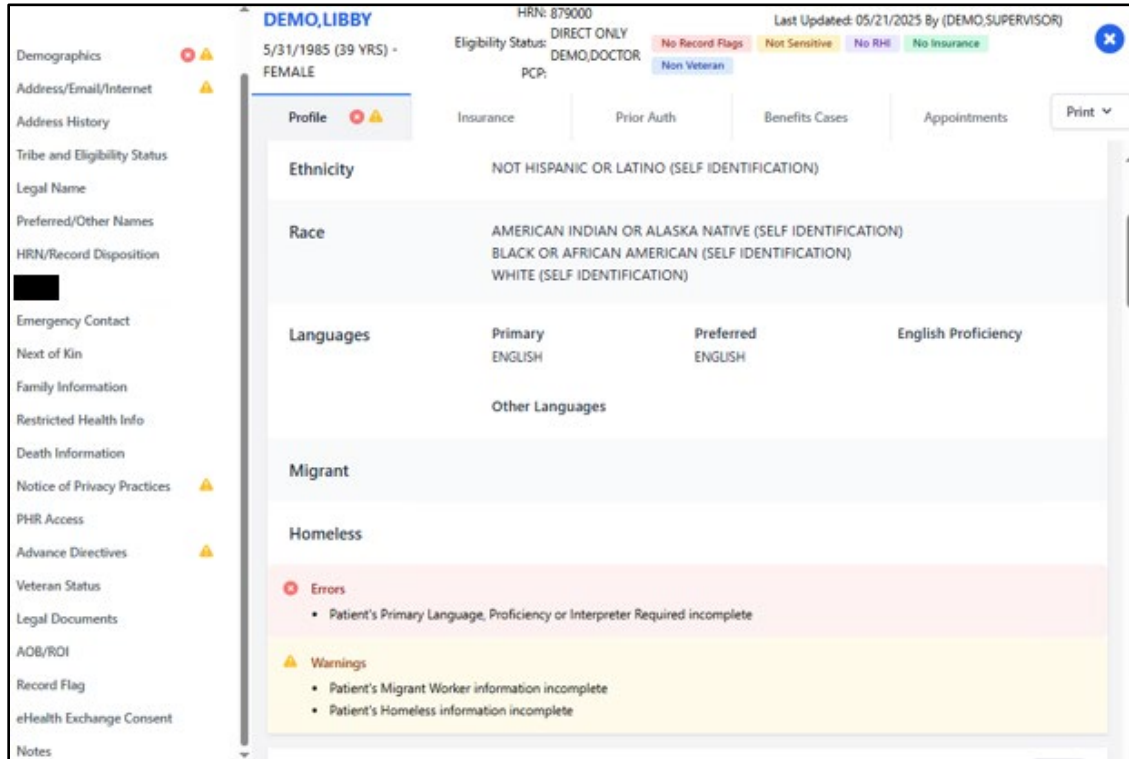 Demographics
Address/Email/Internet
Address History
Tribe and Eligibility Status
Legal Name
Preferred/Other Names
HRN/Record Disposition
Emergency Contact
Next of Kin
Family Information
Restricted Health Info
Death Information
Notice of Privacy Practices
PHR Access
Advance Directives
Veteran Status
Legal Documents
AOB/ROI
Record Flag
eHealth Exchange Consent
Notes
DEMO,LIBBY
5/31/1985 (39 YRS) -
FEMALE
HRN: 879000
Eligibility Status: DIRECT ONLY
PCP: DEMO,DOCTOR
Last Updated: 05/21/2025 By (DEMO,SUPERVISOR)
No Record Flags Not Sensitive No RHI No Insurance
Non Veteran
Profile Insurance Prior Auth Benefits Cases Appointments Print
Ethnicity NOT HISPANIC OR LATINO (SELF IDENTIFICATION)
Race AMERICAN INDIAN OR ALASKA NATIVE (SELF IDENTIFICATION)
BLACK OR AFRICAN AMERICAN (SELF IDENTIFICATION)
WHITE (SELF IDENTIFICATION)
Languages Primary Preferred English Proficiency
ENGLISH ENGLISH
Other Languages
Migrant
Homeless
Errors
• Patient's Primary Language, Proficiency or Interpreter Required incomplete
Warnings
• Patient's Migrant Worker information incomplete
• Patient's Homeless information incomplete